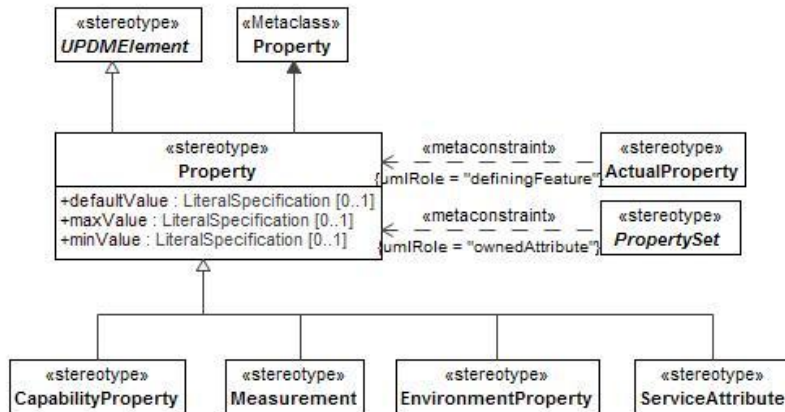 «stereotype»
UPDMElement
«Metaclass»
Property
«stereotype»
Property
+defaultValue : LiteralSpecification [0..1]
+maxValue : LiteralSpecification [0..1]
+minValue : LiteralSpecification [0..1]
«metaconstraint»
{umlRole = "definingFeature"}
«stereotype»
ActualProperty
«metaconstraint»
{umlRole = "ownedAttribute"}
«stereotype»
PropertySet
«stereotype»
CapabilityProperty
«stereotype»
Measurement
«stereotype»
EnvironmentProperty
«stereotype»
ServiceAttribute